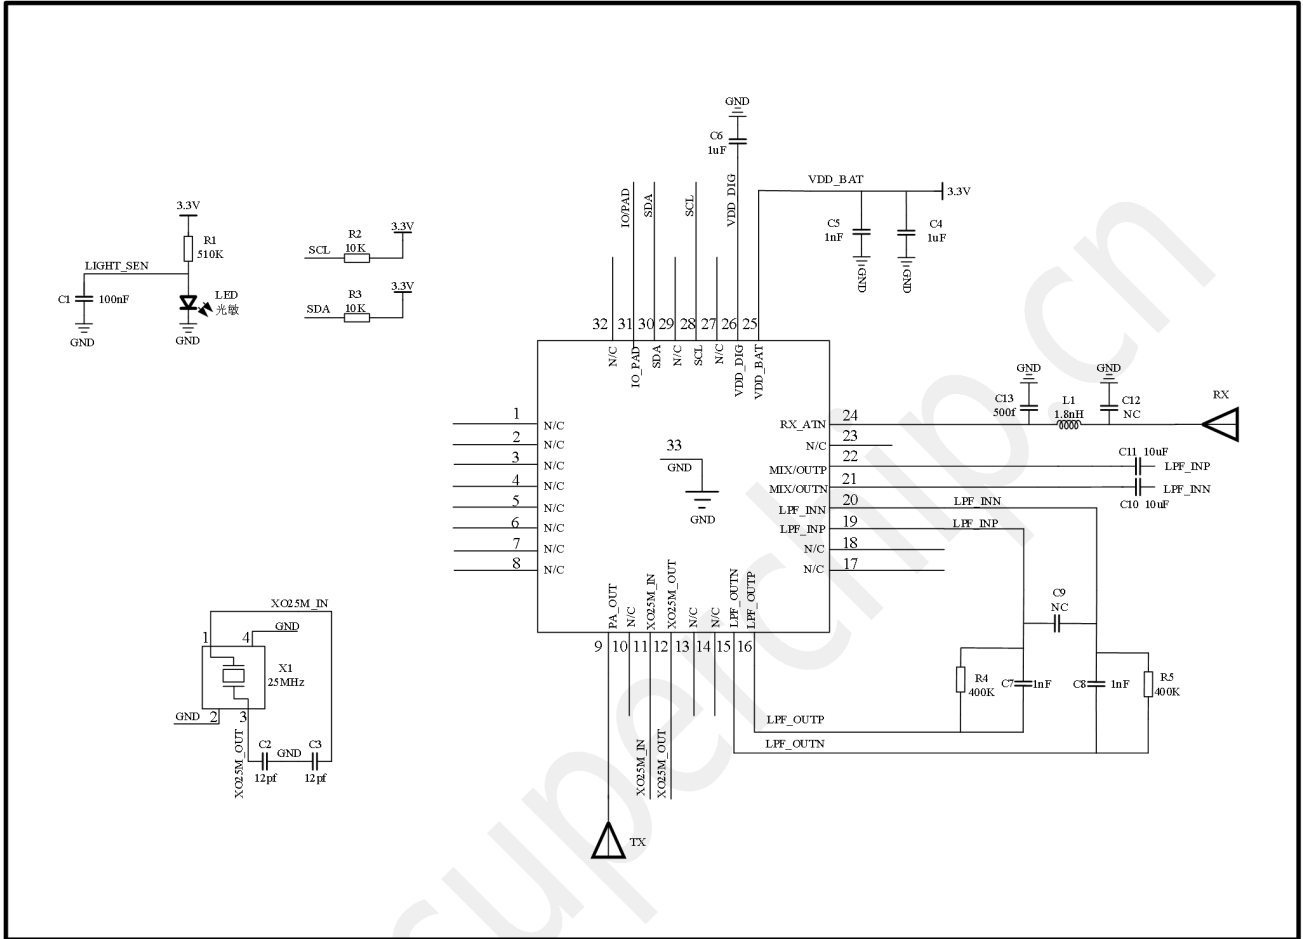 GND
C6
1uF
VDD_DIG
VDD_BAT
3.3V
C5
1nF
C4
1uF
GND
GND
IO/PAD
SDA
SCL
3.3V
R1
510K
LIGHT_SEN
C1
100nF
LED
光敏
GND
GND
SCL
R2
10K
3.3V
SDA
R3
10K
3.3V
32 31 30 29 28 27 26 25
N/C
IO_PAD
SDA
N/C
SCL
N/C
VDD_DIG
VDD_BAT
1 N/C
2 N/C
3 N/C
4 N/C
5 N/C
6 N/C
7 N/C
8 N/C
33
GND
GND
RX_ATN 24
N/C 23
MIX/OUTP 22
MIX/OUTN 21
LPF_INN 20
LPF_INP 19
N/C 18
N/C 17
GND
C13
500f
L1
1.8nH
GND
C12
NC
RX
C11 10uF
LPF_INP
LPF_INN
C10 10uF
LPF_INN
LPF_INP
PA_OUT
N/C
XO25M_IN
XO25M_OUT
N/C
N/C
LPF_OUTN
LPF_OUTP
9 10 11 12 13 14 15 16
C9
NC
R4
400K
C7
1nF
C8
1nF
R5
400K
LPF_OUTP
LPF_OUTN
XO25M_IN
XO25M_OUT
TX
XO25M_IN
1
4
GND
X1
25MHz
GND
2
3
XO25M_OUT
C2
12pf
GND
C3
12pf
superchip.cn